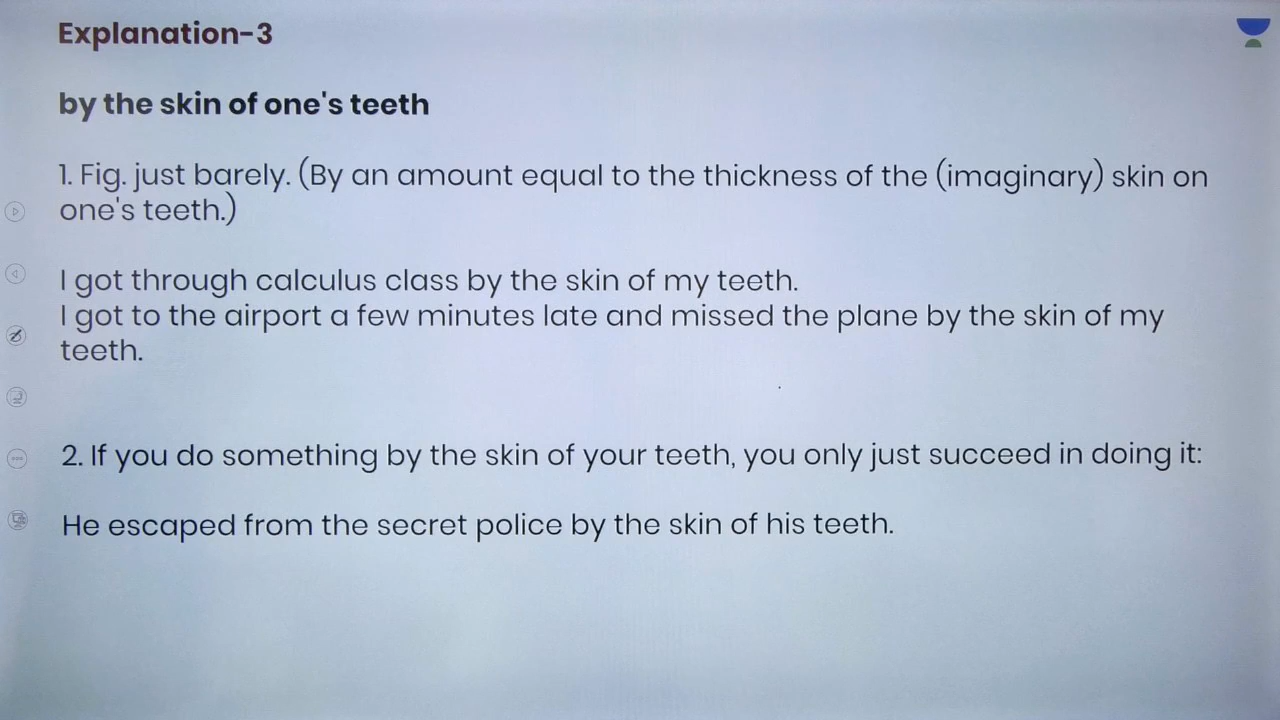 Explanation-3
by the skin of one's teeth
1. Fig. just barely. (By an amount equal to the thickness of the (imaginary) skin on
one's teeth.)
I got through calculus class by the skin of my teeth.
I got to the airport a few minutes late and missed the plane by the skin of my
teeth.
2. If you do something by the skin of your teeth, you only just succeed in doing it:
He escaped from the secret police by the skin of his teeth.